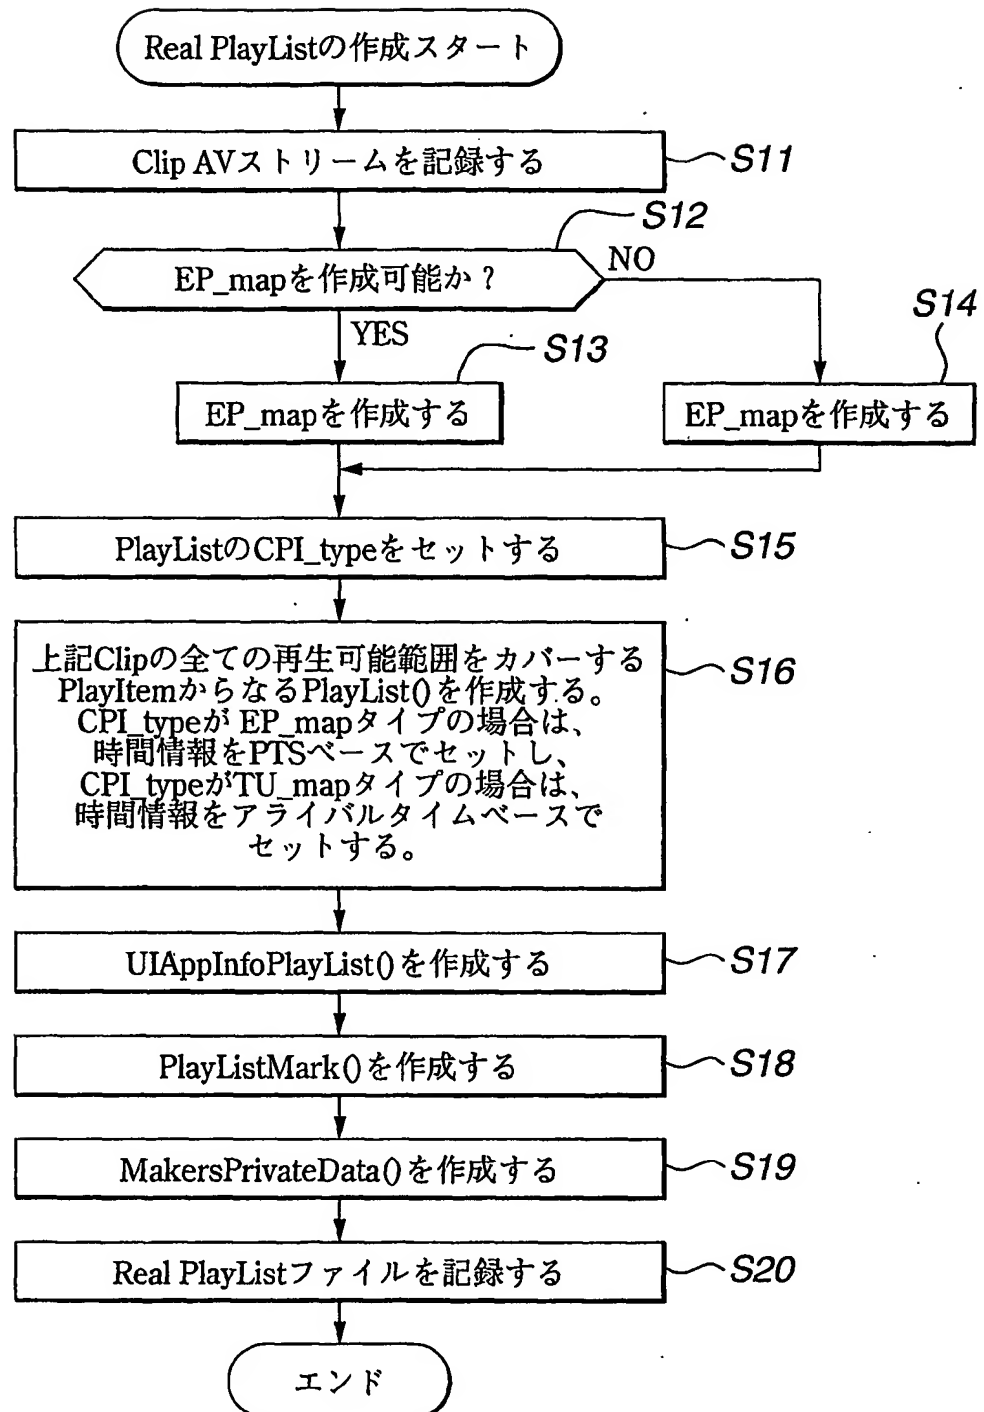 Real PlayListの作成スタート
Clip AVストリームを記録する
S11
S12
EP_mapを作成可能か?
NO
YES
S13
S14
EP_mapを作成する
EP_mapを作成する
PlayListのCPI_typeをセットする
S15
上記Clipの全ての再生可能範囲をカバーする
PlayItemからなるPlayList()を作成する。
CPI_typeが EP_mapタイプの場合は、
時間情報をPTSベースでセットし、
CPI_typeがTU_mapタイプの場合は、
時間情報をアライバルタイムベースで
セットする。
S16
UIAppInfoPlayList()を作成する
S17
PlayListMark()を作成する
S18
MakersPrivateData()を作成する
S19
Real PlayListファイルを記録する
S20
エンド